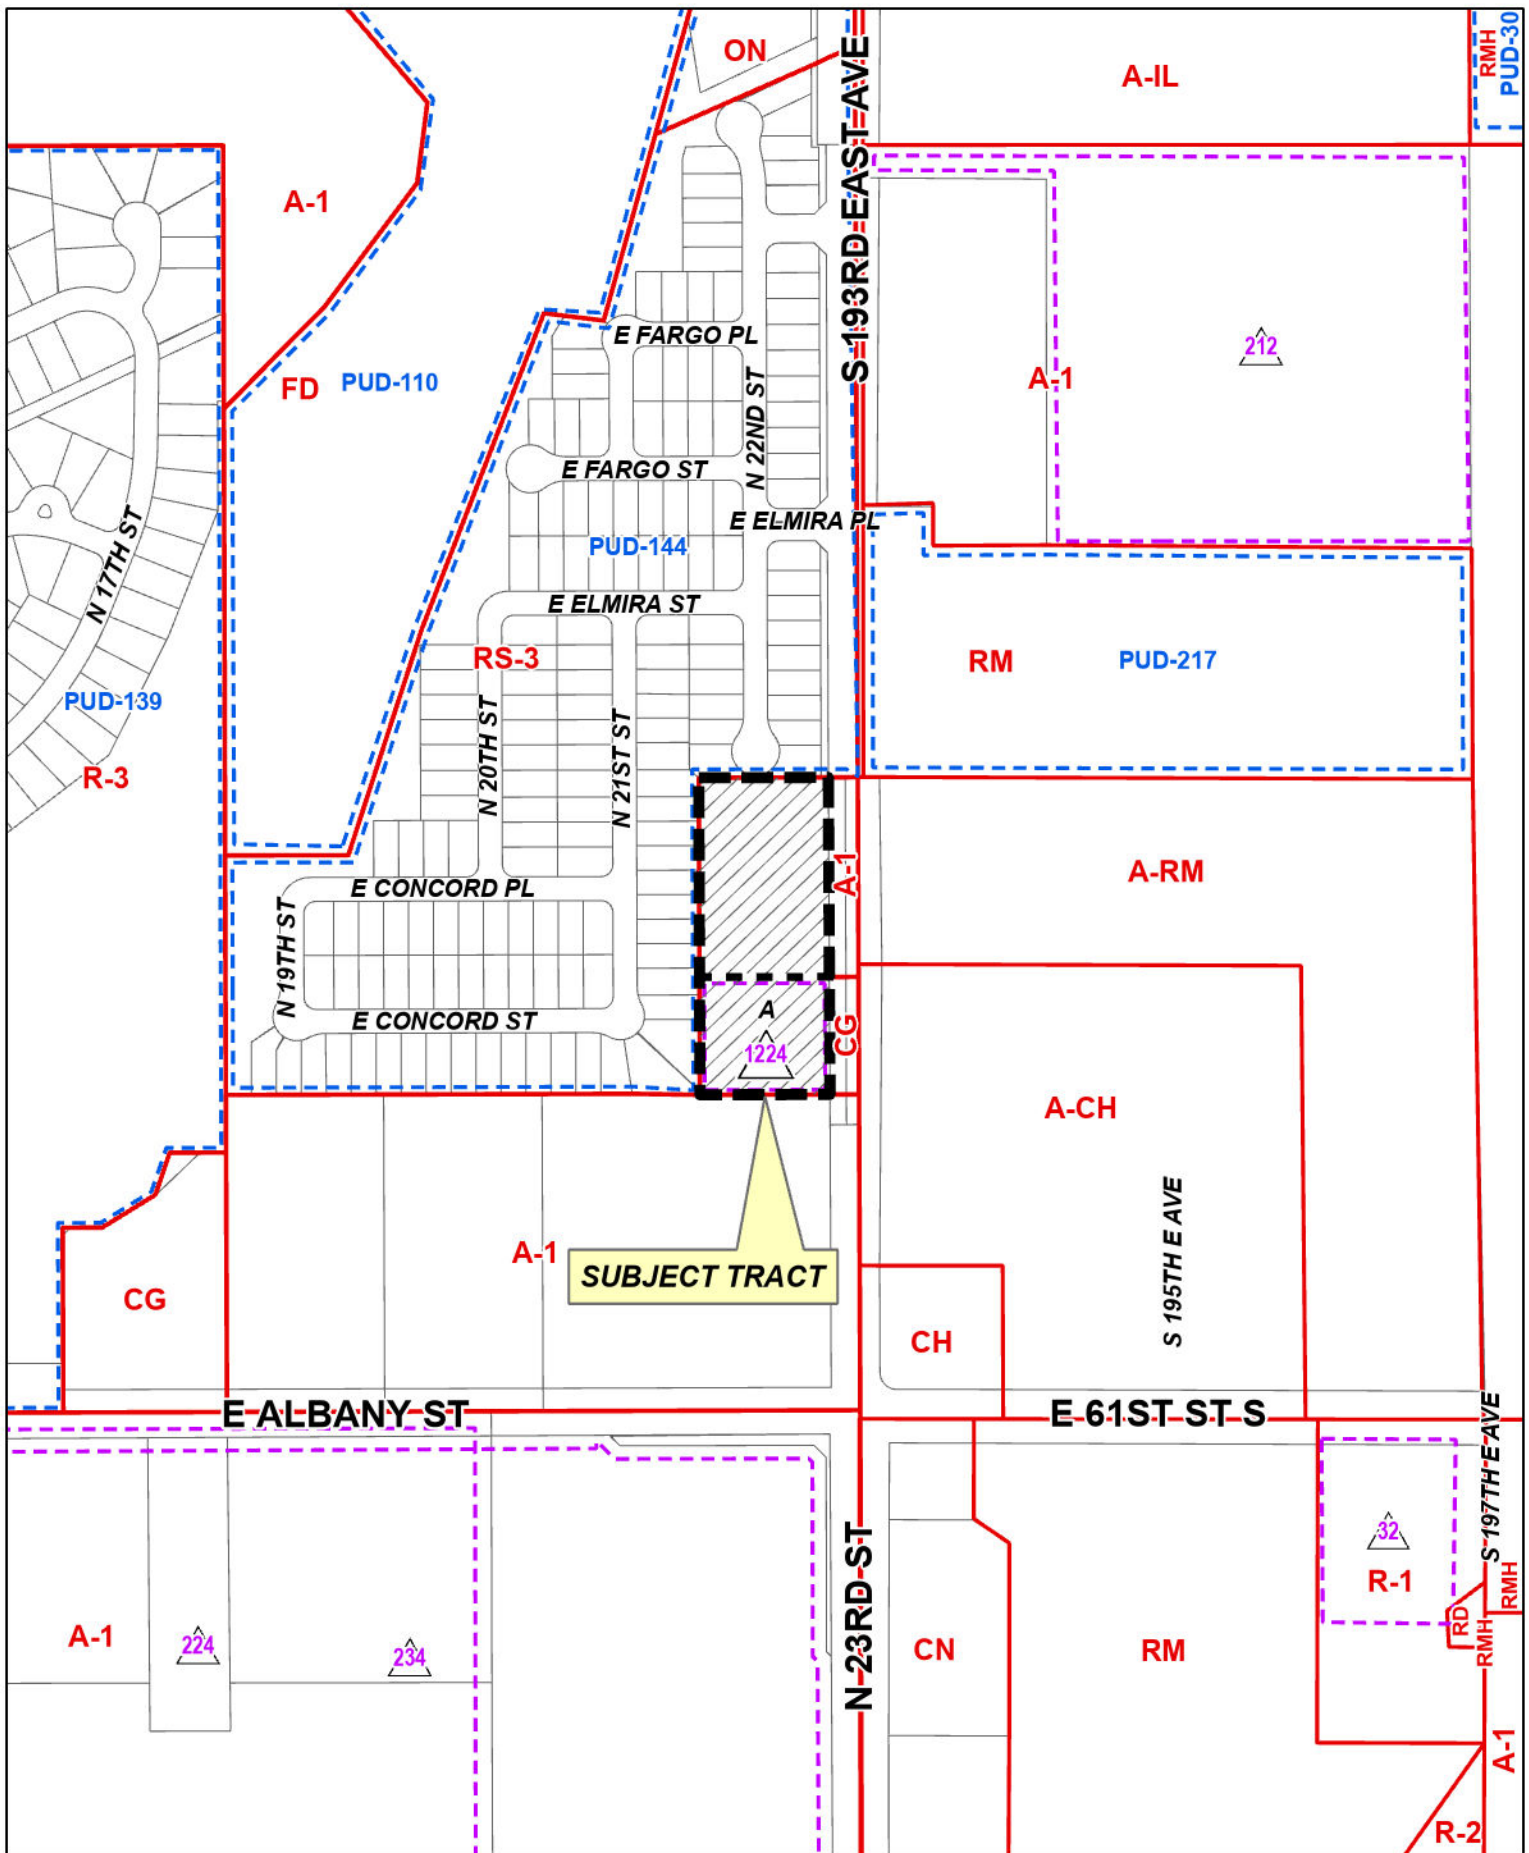 ON
A-IL
RMH
PUD-30
S 193RD EAST AVE
A-1
E FARGO PL
212
A-1
FD
PUD-110
N 22ND ST
E FARGO ST
E ELMIRA PL
PUD-144
N 17TH ST
E ELMIRA ST
RS-3
RM
PUD-217
PUD-139
N 20TH ST
N 21ST ST
R-3
A-1
A-RM
E CONCORD PL
N 19TH ST
A
E CONCORD ST
CG
1224
A-CH
S 195TH E AVE
A-1
SUBJECT TRACT
CG
CH
E ALBANY ST
E 61ST ST S
S 197TH E AVE
32
N 23RD ST
R-1
RMH
RD
RMH
A-1
224
234
CN
RM
A-1
R-2